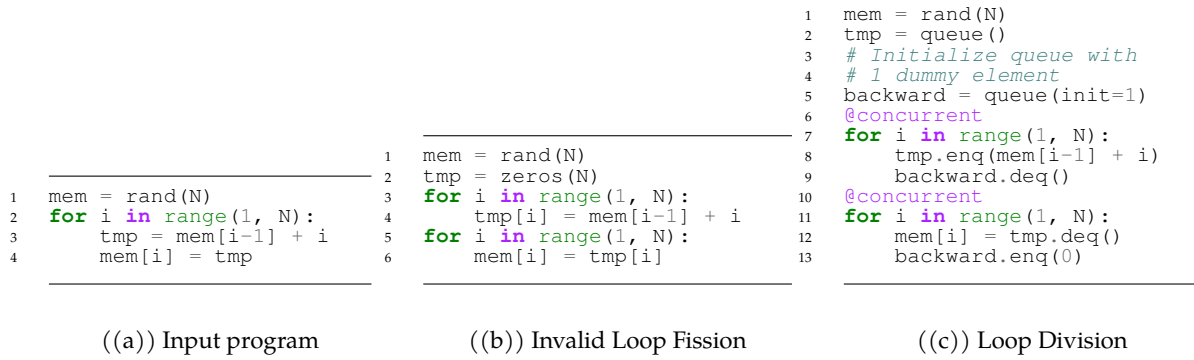 1 mem = rand(N)
2 for i in range(1, N):
3 tmp = mem[i-1] + i
4 mem[i] = tmp
((a)) Input program
1 mem = rand(N)
2 tmp = zeros(N)
3 for i in range(1, N):
4 tmp[i] = mem[i-1] + i
5 for i in range(1, N):
6 mem[i] = tmp[i]
((b)) Invalid Loop Fission
1 mem = rand(N)
2 tmp = queue()
3 # Initialize queue with
4 # 1 dummy element
5 backward = queue(init=1)
6 @concurrent
7 for i in range(1, N):
8 tmp.enq(mem[i-1] + i)
9 backward.deq()
10 @concurrent
11 for i in range(1, N):
12 mem[i] = tmp.deq()
13 backward.enq(0)
((c)) Loop Division